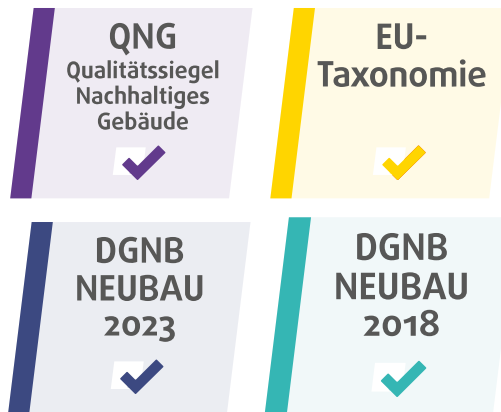 QNG
Qualitätssiegel
Nachhaltiges
Gebäude
EU-
Taxonomie
DGNB
NEUBAU
2023
DGNB
NEUBAU
2018